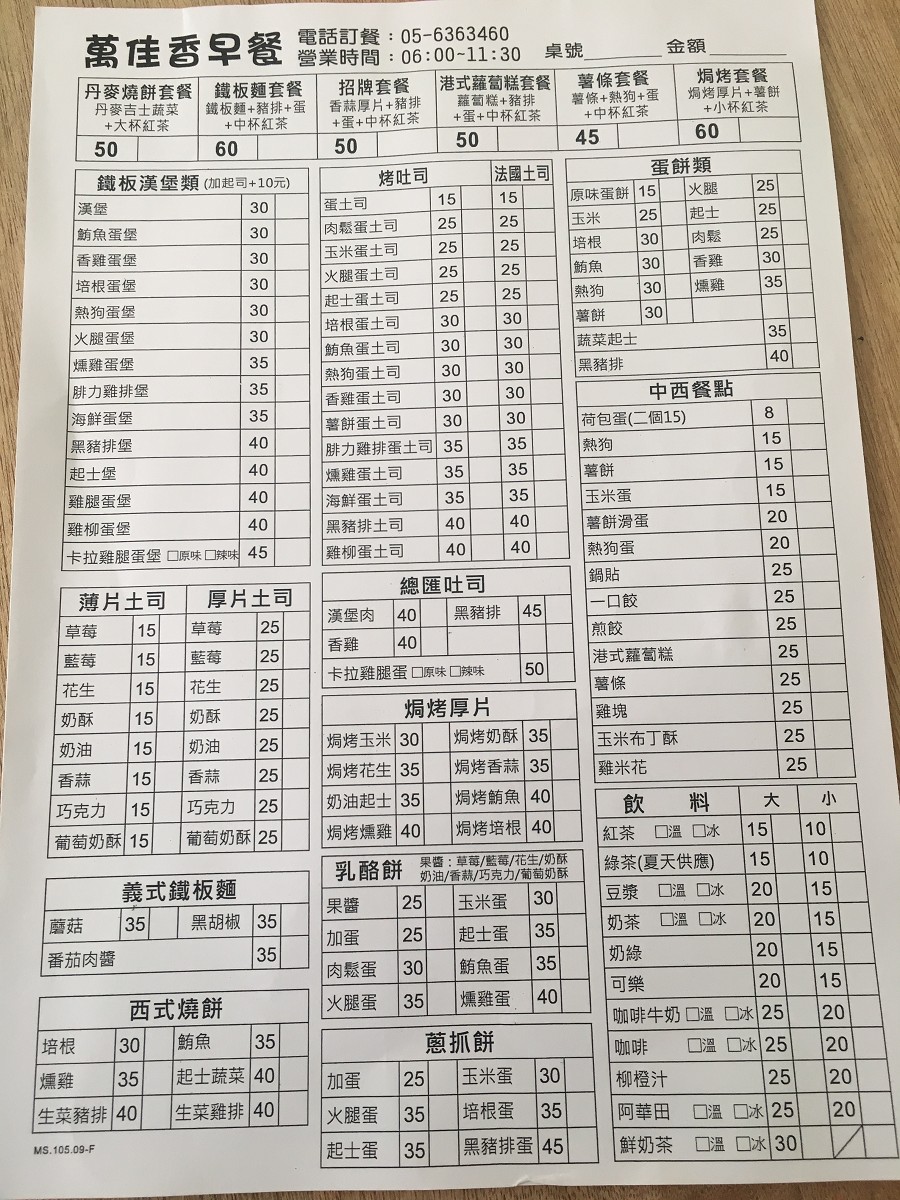 萬佳香早餐 電話訂餐：05-6363460
營業時間：06:00~11:30 桌號 金額
丹麥燒餅套餐 鐵板麵套餐 招牌套餐 港式蘿蔔糕套餐 薯條套餐 焗烤套餐
丹麥吉士蔬菜 鐵板麵+豬排+蛋 香蒜厚片+豬排 蘿蔔糕+豬排 薯條+熱狗+蛋 焗烤厚片+薯餅
+大杯紅茶 +中杯紅茶 +蛋+中杯紅茶 +蛋+中杯紅茶 +中杯紅茶 +小杯紅茶
50 60 50 50 45 60
鐵板漢堡類 (加起司+10元)
漢堡 30
鮪魚蛋堡 30
香雞蛋堡 30
培根蛋堡 30
熱狗蛋堡 30
火腿蛋堡 30
燻雞蛋堡 35
腓力雞排堡 35
海鮮蛋堡 35
黑豬排堡 40
起士堡 40
雞腿蛋堡 40
雞柳蛋堡 40
卡拉雞腿蛋堡 □原味 □辣味 45
薄片土司 厚片土司
草莓 15 草莓 25
藍莓 15 藍莓 25
花生 15 花生 25
奶酥 15 奶酥 25
奶油 15 奶油 25
香蒜 15 香蒜 25
巧克力 15 巧克力 25
葡萄奶酥 15 葡萄奶酥 25
義式鐵板麵
蘑菇 35 黑胡椒 35
番茄肉醬 35
西式燒餅
培根 30 鮪魚 35
燻雞 35 起士蔬菜 40
生菜豬排 40 生菜雞排 40
MS.105.09-F
烤吐司 法國土司
蛋土司 15 15
肉鬆蛋土司 25 25
玉米蛋土司 25 25
火腿蛋土司 25 25
起士蛋土司 25 25
培根蛋土司 30 30
鮪魚蛋土司 30 30
熱狗蛋土司 30 30
香雞蛋土司 30 30
薯餅蛋土司 30 30
腓力雞排蛋土司 35 35
燻雞蛋土司 35 35
海鮮蛋土司 35 35
黑豬排土司 40 40
雞柳蛋土司 40 40
總匯吐司
漢堡肉 40 黑豬排 45
香雞 40
卡拉雞腿蛋 □原味 □辣味 50
焗烤厚片
焗烤玉米 30 焗烤奶酥 35
焗烤花生 35 焗烤香蒜 35
奶油起士 35 焗烤鮪魚 40
焗烤燻雞 40 焗烤培根 40
乳酪餅 果醬：草莓/藍莓/花生/奶酥
奶油/香蒜/巧克力/葡萄奶酥
果醬 25 玉米蛋 30
加蛋 25 起士蛋 35
肉鬆蛋 30 鮪魚蛋 35
火腿蛋 35 燻雞蛋 40
蔥抓餅
加蛋 25 玉米蛋 30
火腿蛋 35 培根蛋 35
起士蛋 35 黑豬排蛋 45
蛋餅類
原味蛋餅 15 火腿 25
玉米 25 起士 25
培根 30 肉鬆 25
鮪魚 30 香雞 30
熱狗 30 燻雞 35
薯餅 30
蔬菜起士 35
黑豬排 40
中西餐點
荷包蛋(二個15) 8
熱狗 15
薯餅 15
玉米蛋 15
薯餅滑蛋 20
熱狗蛋 20
鍋貼 25
一口餃 25
煎餃 25
港式蘿蔔糕 25
薯條 25
雞塊 25
玉米布丁酥 25
雞米花 25
飲料 大 小
紅茶 □溫 □冰 15 10
綠茶(夏天供應) 15 10
豆漿 □溫 □冰 20 15
奶茶 □溫 □冰 20 15
奶綠 20 15
可樂 20 15
咖啡牛奶 □溫 □冰 25 20
咖啡 □溫 □冰 25 20
柳橙汁 25 20
阿華田 □溫 □冰 25 20
鮮奶茶 □溫 □冰 30